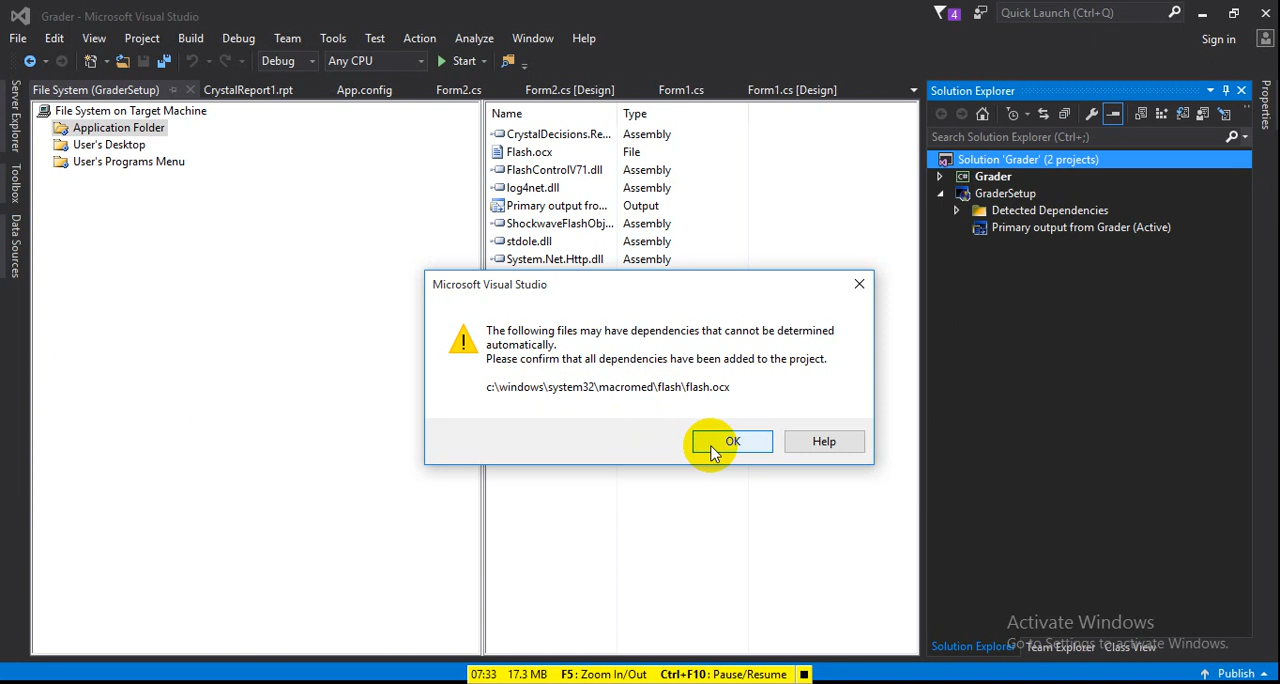 Grader - Microsoft Visual Studio
4
Quick Launch (Ctrl+Q)
File Edit View Project Build Debug Team Tools Test Action Analyze Window Help
Sign in
Debug Any CPU Start
File System (GraderSetup) CrystalReport1.rpt App.config Form2.cs Form2.cs [Design] Form1.cs Form1.cs [Design]
Server Explorer
Toolbox
Data Sources
File System on Target Machine
Application Folder
User's Desktop
User's Programs Menu
Name Type
CrystalDecisions.Re... Assembly
Flash.ocx File
FlashControlV71.dll Assembly
log4net.dll Assembly
Primary output fro... Output
ShockwaveFlashObj... Assembly
stdole.dll Assembly
System.Net.Http.dll Assembly
Microsoft Visual Studio
The following files may have dependencies that cannot be determined
automatically.
Please confirm that all dependencies have been added to the project.
c:\windows\system32\macromed\flash\flash.ocx
OK Help
Solution Explorer
Search Solution Explorer (Ctrl+;)
Solution 'Grader' (2 projects)
Grader
GraderSetup
Detected Dependencies
Primary output from Grader (Active)
Properties
Activate Windows
Go to Settings to activate Windows.
Solution Explorer Team Explorer Class View
07:33 17.3 MB F5: Zoom In/Out Ctrl+F10: Pause/Resume
Publish